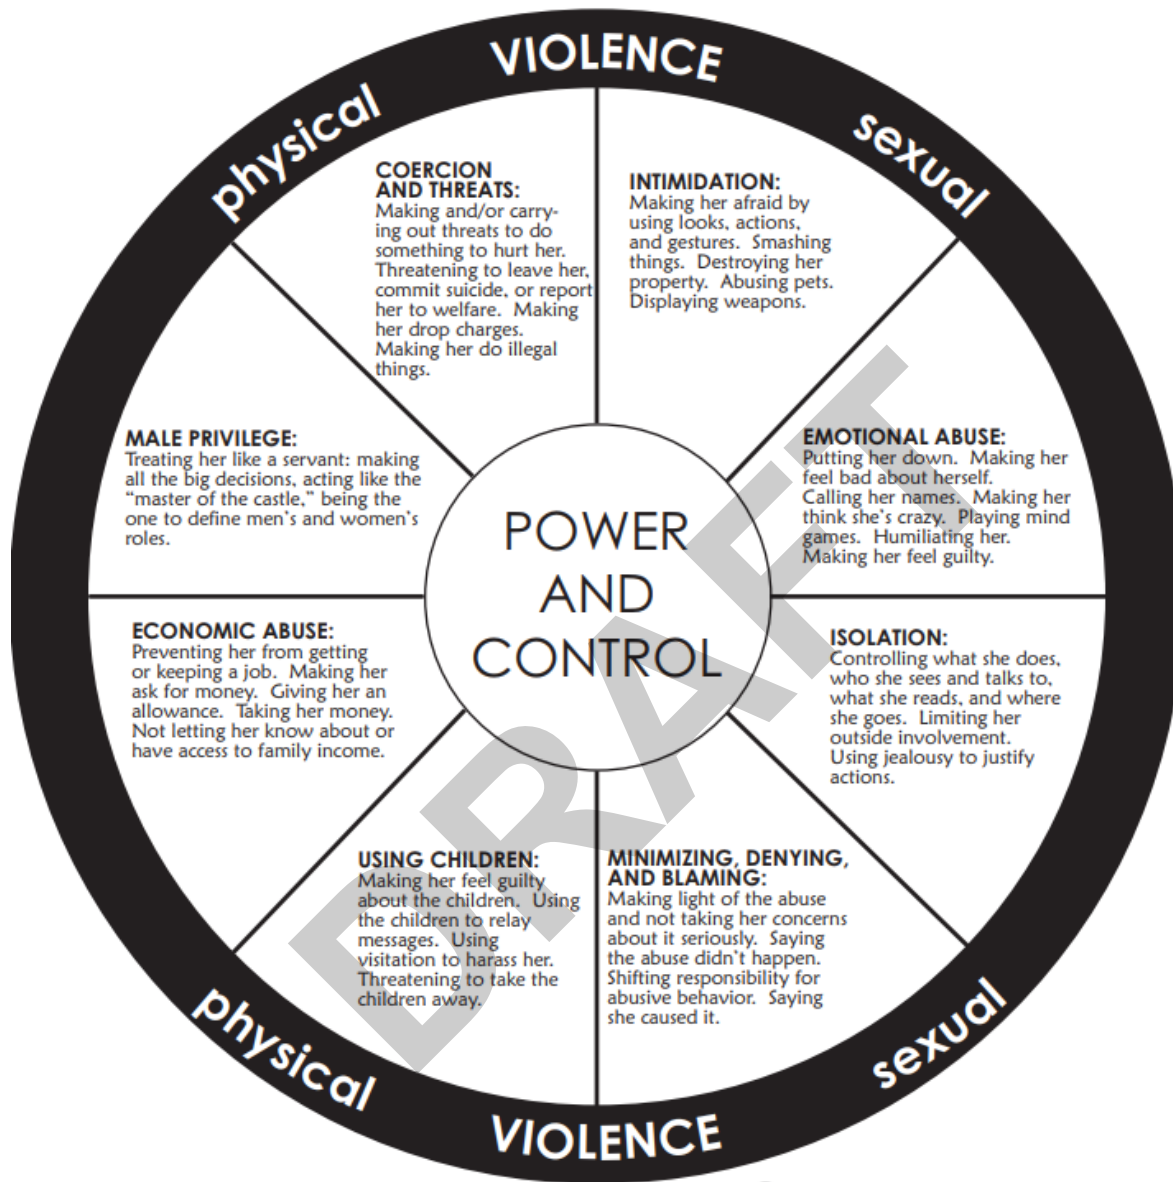 physical VIOLENCE sexual
COERCION
AND THREATS:
Making and/or carry-
ing out threats to do
something to hurt her.
Threatening to leave her,
commit suicide, or report
her to welfare. Making
her drop charges.
Making her do illegal
things.
INTIMIDATION:
Making her afraid by
using looks, actions,
and gestures. Smashing
things. Destroying her
property. Abusing pets.
Displaying weapons.
MALE PRIVILEGE:
Treating her like a servant: making
all the big decisions, acting like the
“master of the castle,” being the
one to define men’s and women’s
roles.
EMOTIONAL ABUSE:
Putting her down. Making her
feel bad about herself.
Calling her names. Making her
think she’s crazy. Playing mind
games. Humiliating her.
Making her feel guilty.
POWER
AND
CONTROL
ECONOMIC ABUSE:
Preventing her from getting
or keeping a job. Making her
ask for money. Giving her an
allowance. Taking her money.
Not letting her know about or
have access to family income.
ISOLATION:
Controlling what she does,
who she sees and talks to,
what she reads, and where
she goes. Limiting her
outside involvement.
Using jealousy to justify
actions.
USING CHILDREN:
Making her feel guilty
about the children. Using
the children to relay
messages. Using
visitation to harass her.
Threatening to take the
children away.
MINIMIZING, DENYING,
AND BLAMING:
Making light of the abuse
and not taking her concerns
about it seriously. Saying
the abuse didn’t happen.
Shifting responsibility for
abusive behavior. Saying
she caused it.
physical VIOLENCE sexual
DRAFT